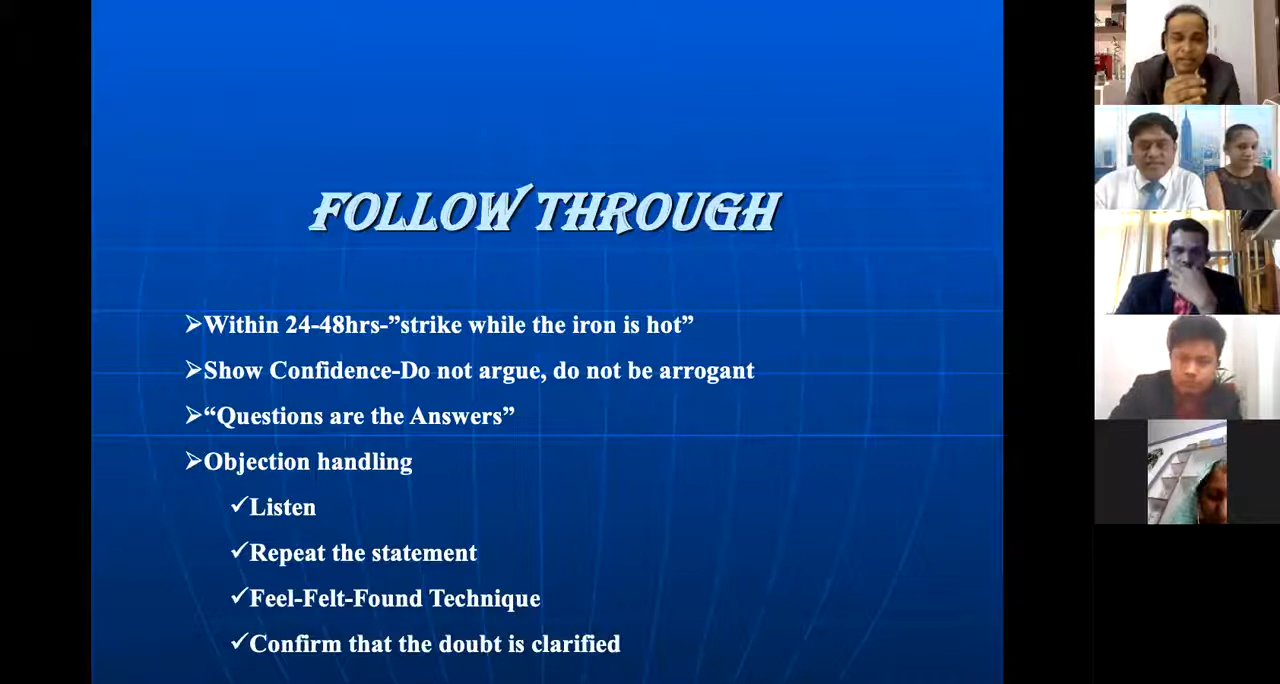 FOLLOW THROUGH
➢Within 24-48hrs-”strike while the iron is hot”
➢Show Confidence-Do not argue, do not be arrogant
➢“Questions are the Answers”
➢Objection handling
✓Listen
✓Repeat the statement
✓Feel-Felt-Found Technique
✓Confirm that the doubt is clarified